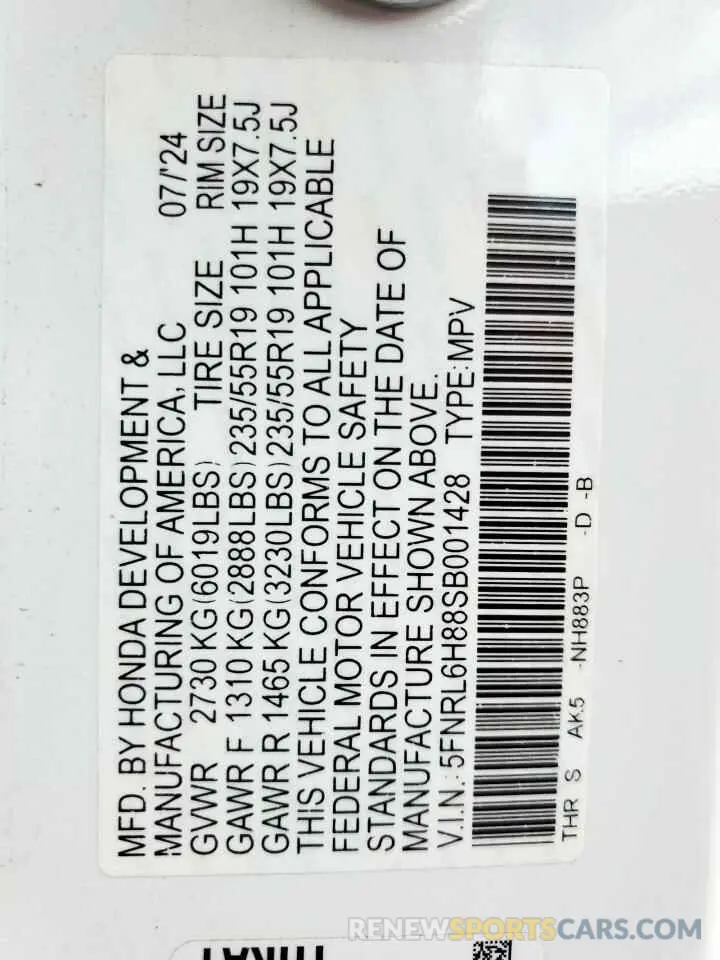 MFD. BY HONDA DEVELOPMENT &
MANUFACTURING OF AMERICA, LLC 07/'24
GVWR 2730 KG(6019LBS) TIRE SIZE RIM SIZE
GAWR F 1310 KG(2888LBS)235/55R19 101H 19X7.5J
GAWR R 1465 KG(3230LBS)235/55R19 101H 19X7.5J
THIS VEHICLE CONFORMS TO ALL APPLICABLE
FEDERAL MOTOR VEHICLE SAFETY
STANDARDS IN EFFECT ON THE DATE OF
MANUFACTURE SHOWN ABOVE.
V.I.N.:5FNRL6H88SB001428 TYPE:MPV
THR S AK5 -NH883P -D -B
RENEWSPORTSCARS.COM